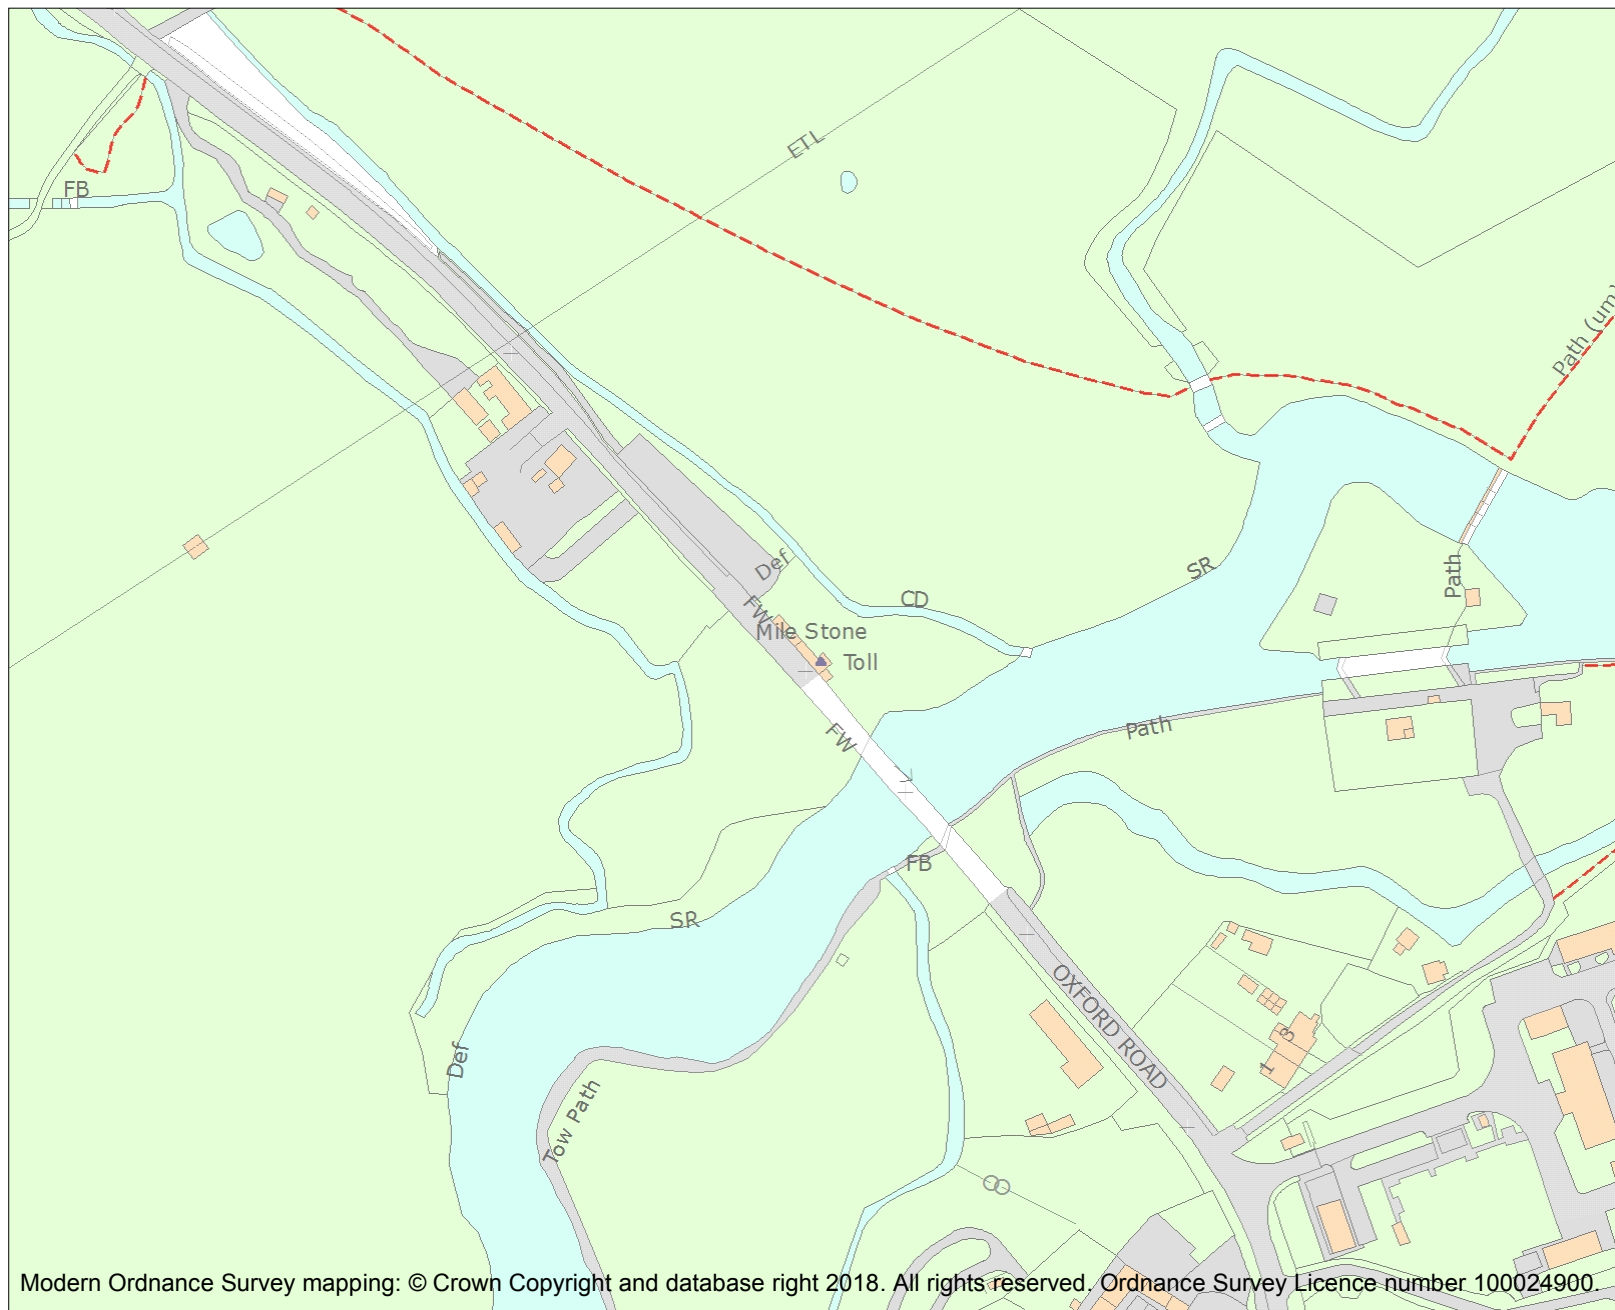 ETL
FB
Path (um)
Def
CD
SR
Path
FW
Mile Stone
Toll
FW
Path
FB
SR
OXFORD ROAD
3
1
Def
Tow Path
Modern Ordnance Survey mapping: © Crown Copyright and database right 2018. All rights reserved. Ordnance Survey Licence number 100024900.